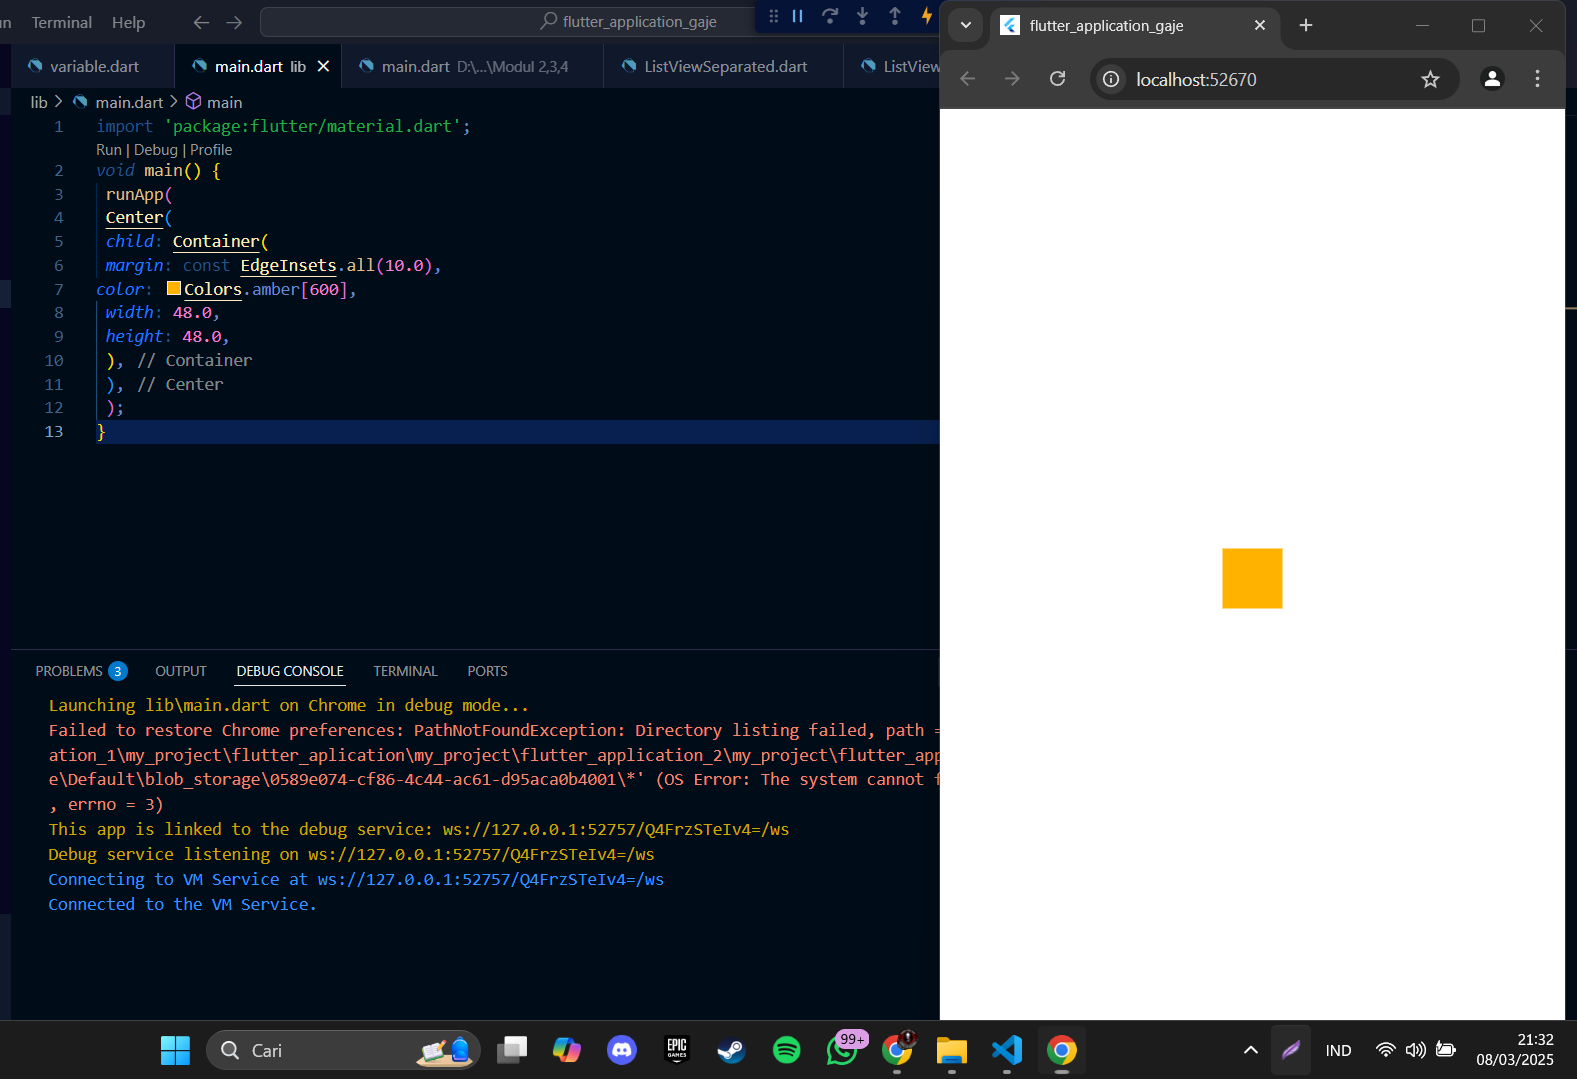 un Terminal Help flutter_application_gaje
variable.dart main.dart lib main.dart D:\...\Modul 2,3,4 ListViewSeparated.dart ListView
lib > main.dart > main
1 import 'package:flutter/material.dart';
Run | Debug | Profile
2 void main() {
3 runApp(
4 Center(
5 child: Container(
6 margin: const EdgeInsets.all(10.0),
7 color: Colors.amber[600],
8 width: 48.0,
9 height: 48.0,
10 ), // Container
11 ), // Center
12 );
13 }
PROBLEMS 3 OUTPUT DEBUG CONSOLE TERMINAL PORTS
Launching lib\main.dart on Chrome in debug mode...
Failed to restore Chrome preferences: PathNotFoundException: Directory listing failed, path =
ation_1\my_project\flutter_aplication\my_project\flutter_application_2\my_project\flutter_app
e\Default\blob_storage\0589e074-cf86-4c44-ac61-d95aca0b4001\*' (OS Error: The system cannot f
, errno = 3)
This app is linked to the debug service: ws://127.0.0.1:52757/Q4FrzSTeIv4=/ws
Debug service listening on ws://127.0.0.1:52757/Q4FrzSTeIv4=/ws
Connecting to VM Service at ws://127.0.0.1:52757/Q4FrzSTeIv4=/ws
Connected to the VM Service.
flutter_application_gaje
localhost:52670
Cari
EPIC GAMES
99+
IND
21:32
08/03/2025